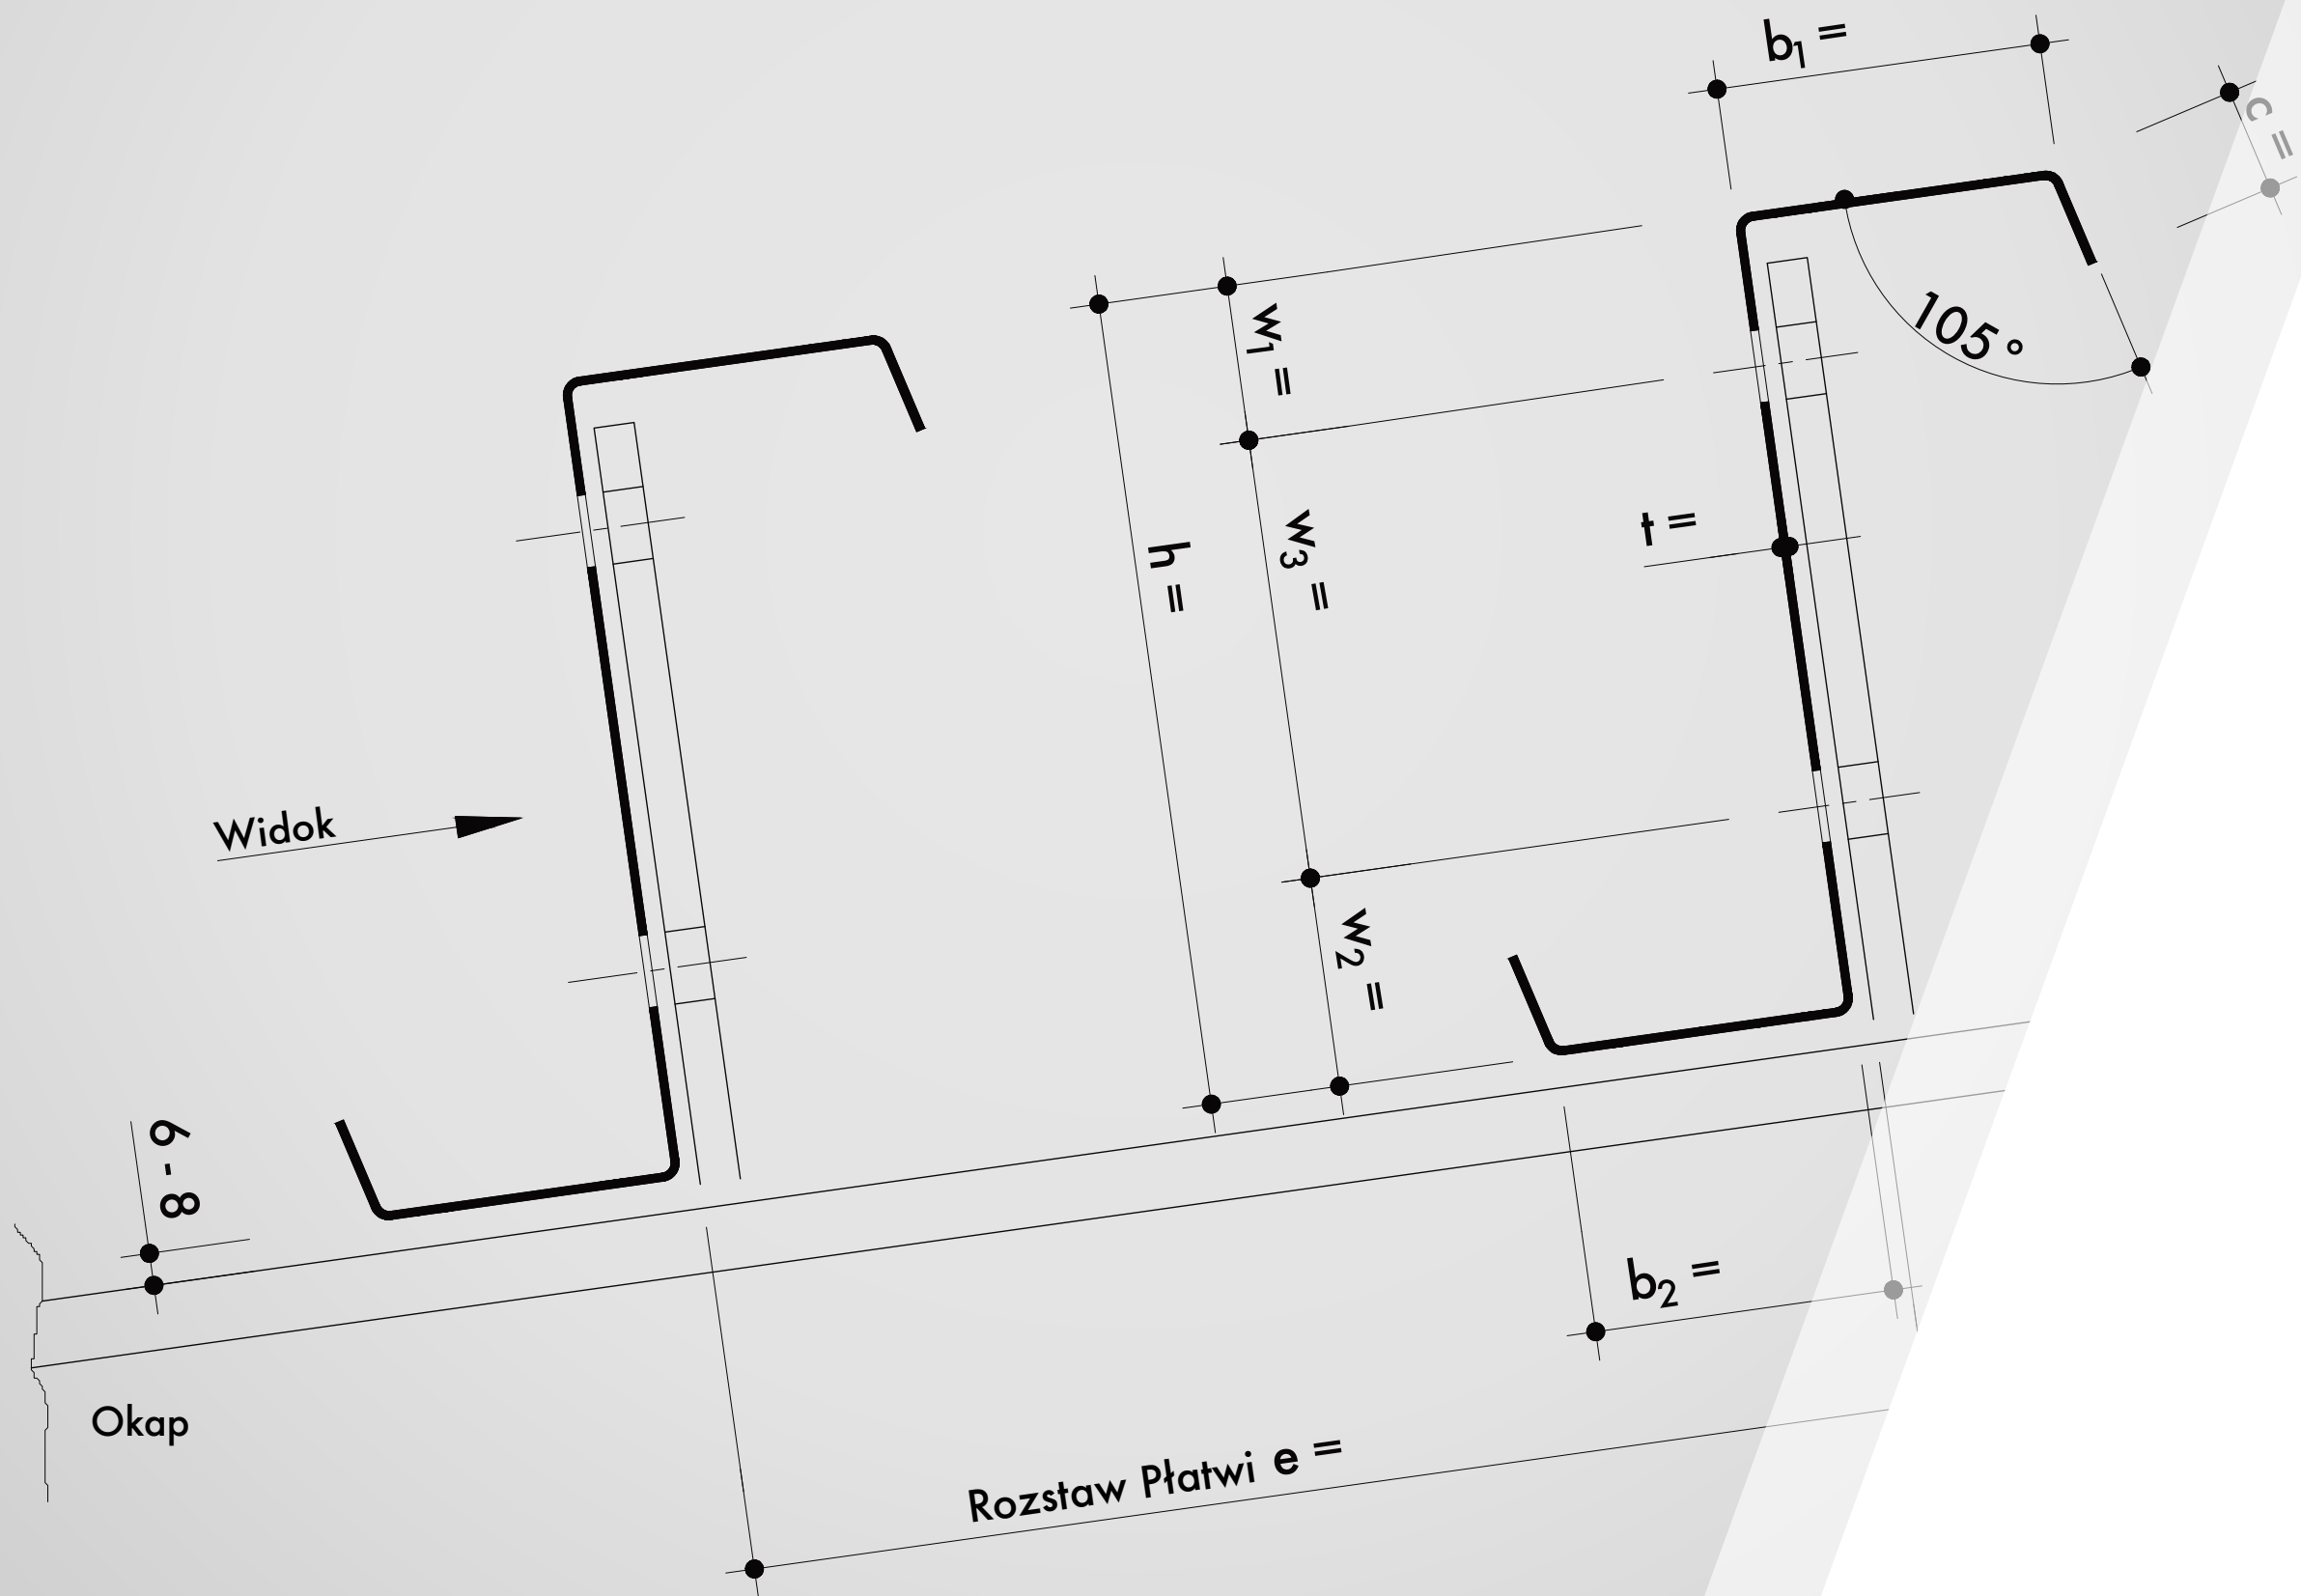 b₁ =
c =
105°
w₁ =
t =
w₃ =
h =
Widok
w₂ =
6 - 8
b₂ =
Okap
Rozstaw Płatwi e =